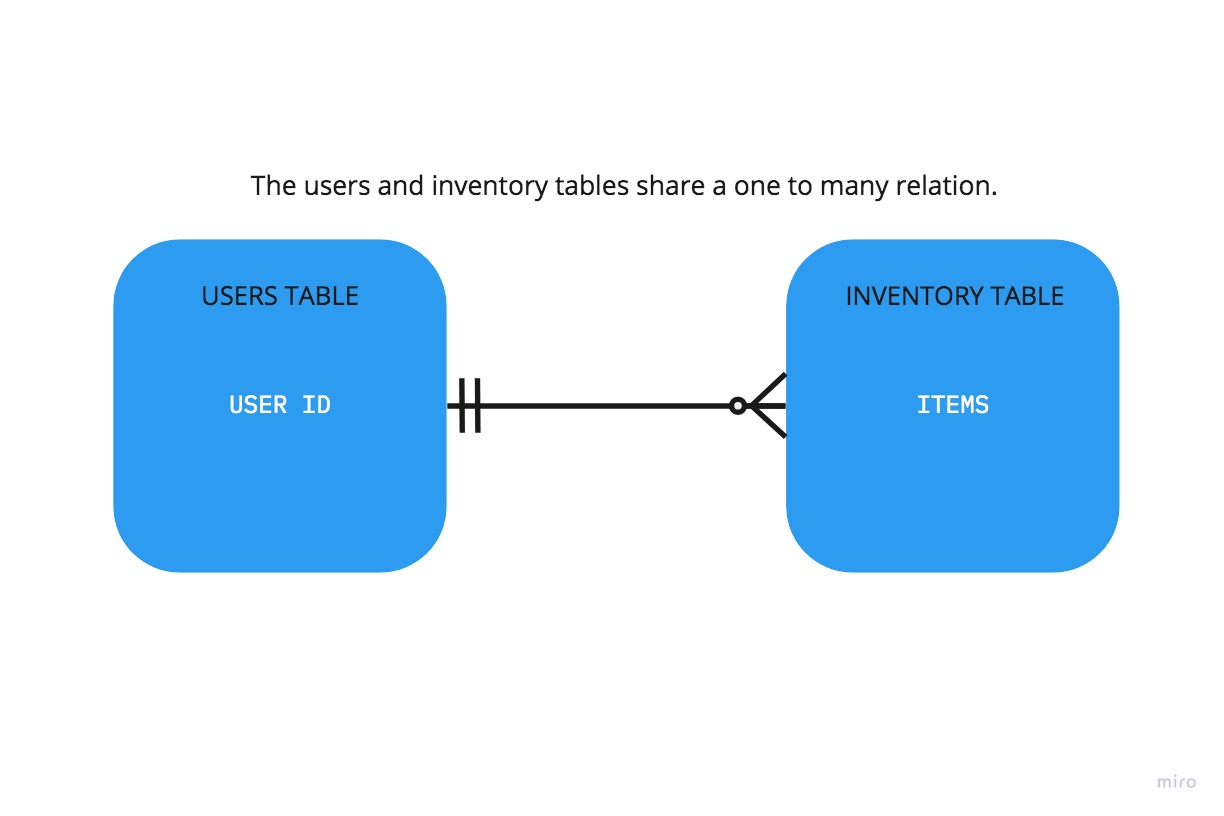 The users and inventory tables share a one to many relation.
USERS TABLE
INVENTORY TABLE
USER ID
ITEMS
miro